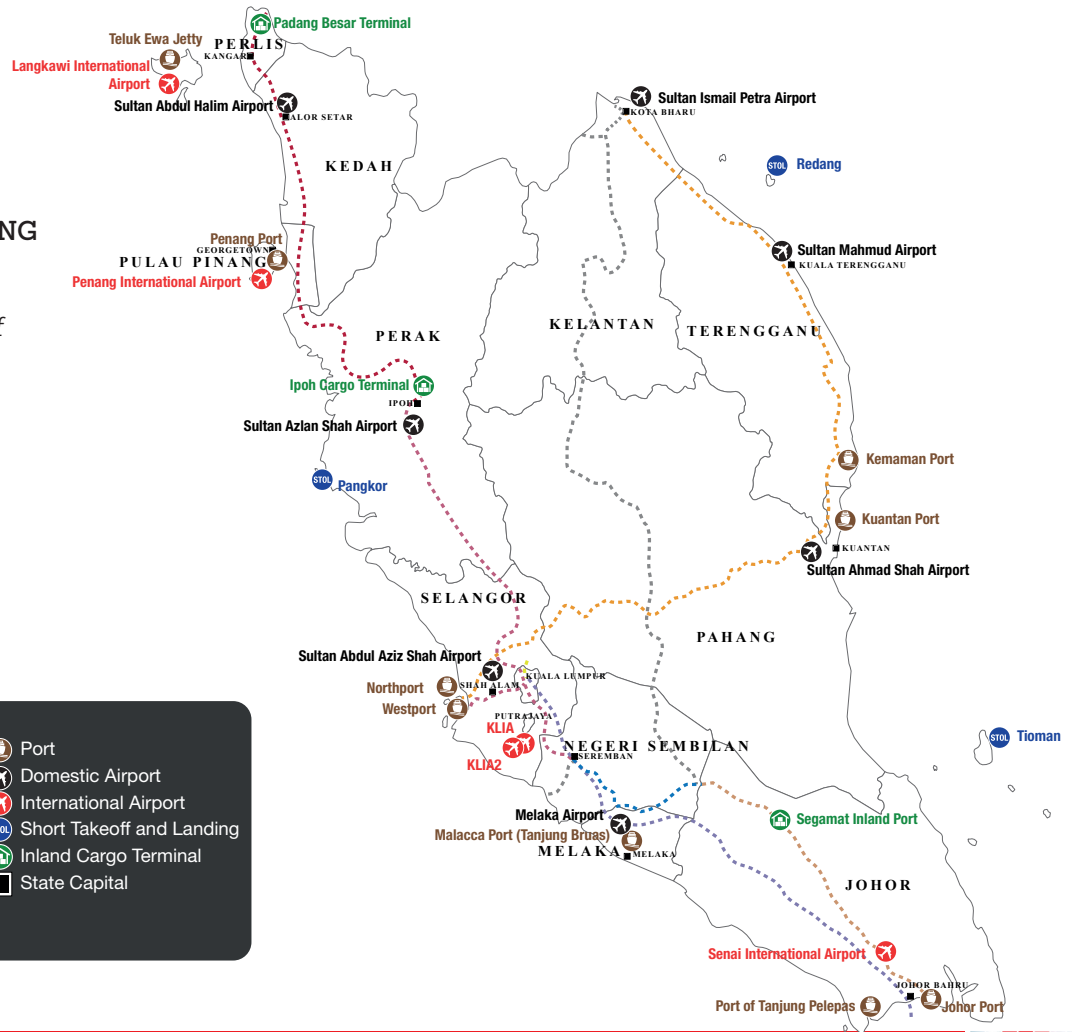 Padang Besar Terminal
Teluk Ewa Jetty
PERLIS
KANGAR
Langkawi International
Airport
Sultan Abdul Halim Airport
ALOR SETAR
Sultan Ismail Petra Airport
KOTA BHARU
KEDAH
STOL
Redang
NG
Penang Port
GEORGETOWN
PULAU PINANG
Penang International Airport
Sultan Mahmud Airport
KUALA TERENGGANU
f
PERAK
KELANTAN
TERENGGANU
Ipoh Cargo Terminal
IPOH
Sultan Azlan Shah Airport
STOL
Pangkor
Kemaman Port
Kuantan Port
KUANTAN
Sultan Ahmad Shah Airport
SELANGOR
PAHANG
Sultan Abdul Aziz Shah Airport
KUALA LUMPUR
Northport
SHAH ALAM
Westport
PUTRAJAYA
KLIA
KLIA2
NEGERI SEMBILAN
SEREMBAN
STOL
Tioman
Melaka Airport
Malacca Port (Tanjung Bruas)
MELAKA
MELAKA
Segamat Inland Port
JOHOR
Senai International Airport
JOHOR BAHRU
Port of Tanjung Pelepas
Johor Port
Port
Domestic Airport
International Airport
OL
Short Takeoff and Landing
Inland Cargo Terminal
State Capital